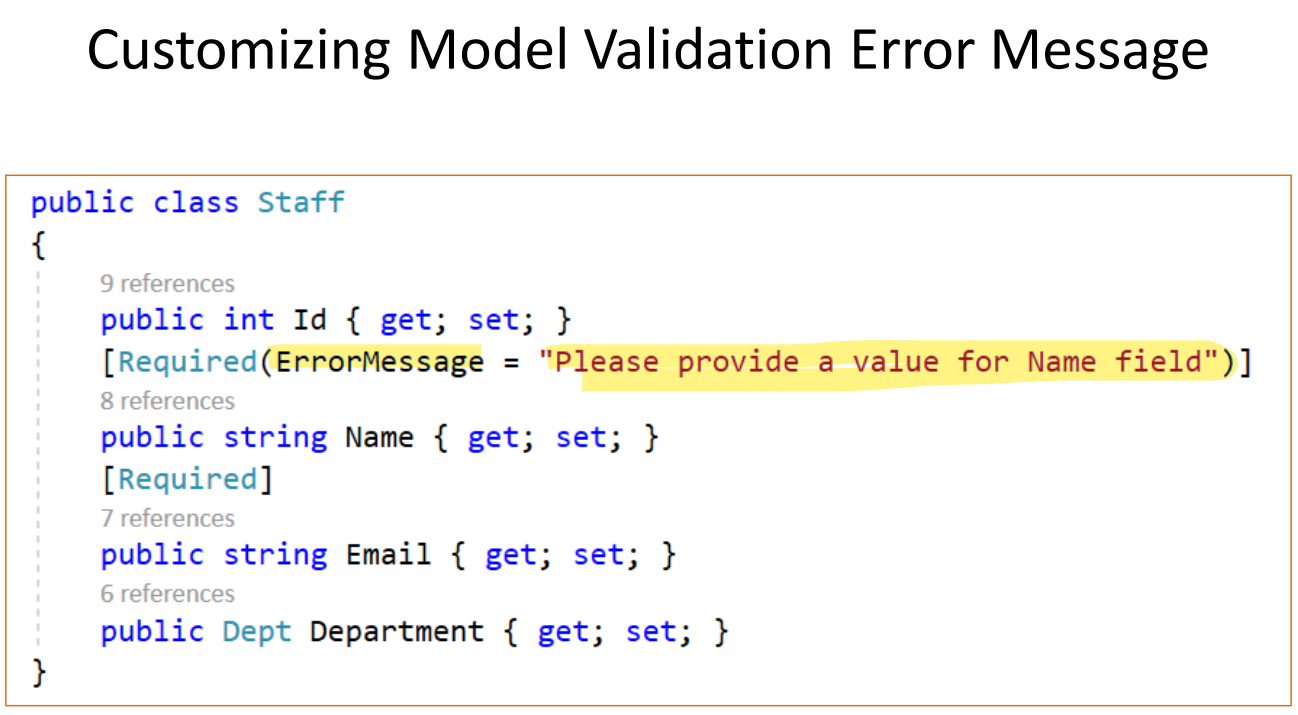 Customizing Model Validation Error Message
public class Staff
{
9 references
public int Id { get; set; }
[Required(ErrorMessage = "Please provide a value for Name field")]
8 references
public string Name { get; set; }
[Required]
7 references
public string Email { get; set; }
6 references
public Dept Department { get; set; }
}